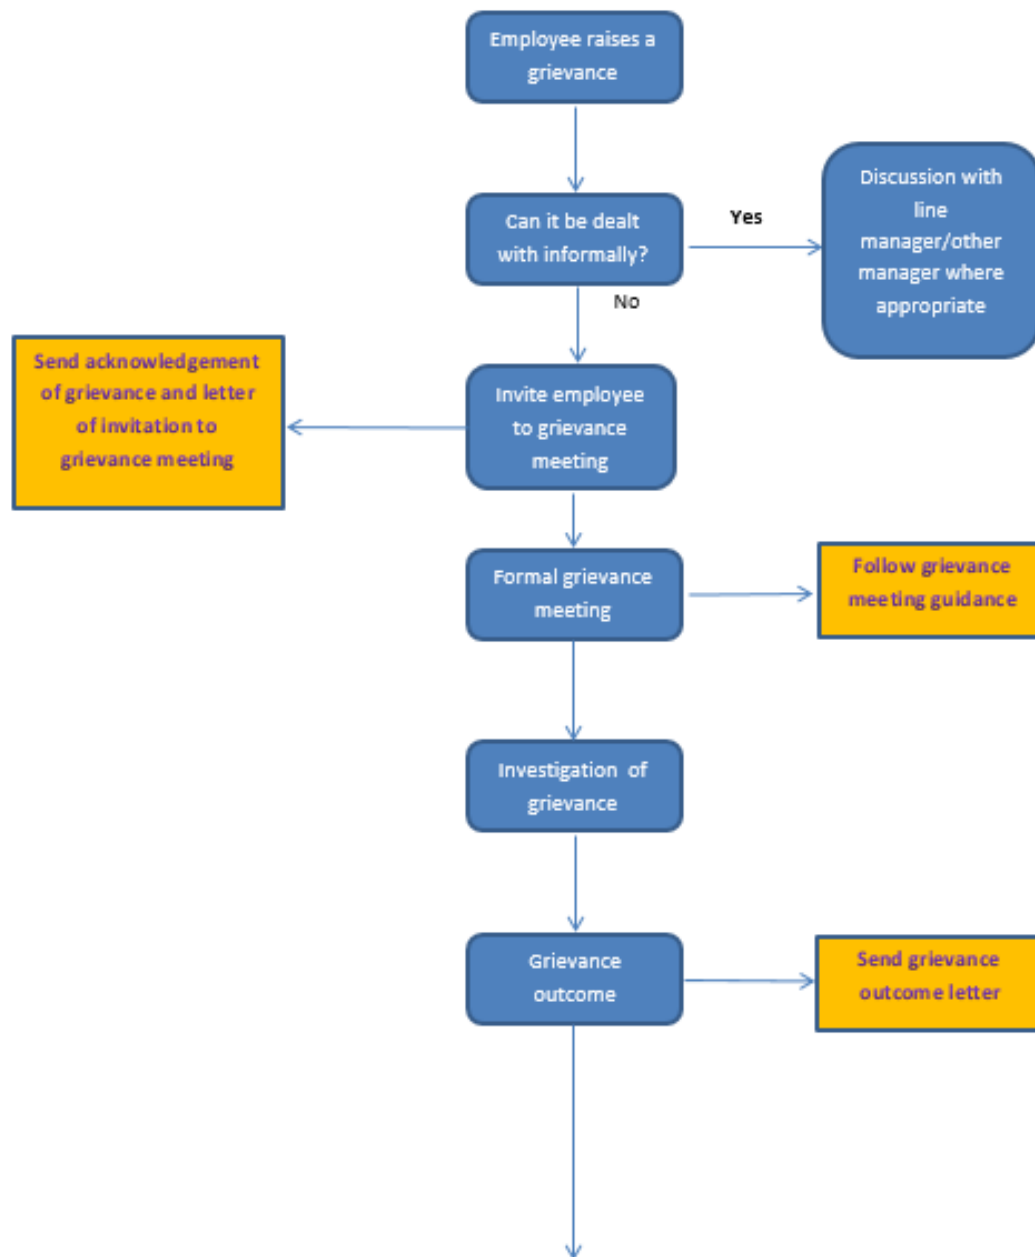 Employee raises a
grievance
Can it be dealt
with informally?
Yes
Discussion with
line
manager/other
manager where
appropriate
No
Send acknowledgement
of grievance and letter
of invitation to
grievance meeting
Invite employee
to grievance
meeting
Formal grievance
meeting
Follow grievance
meeting guidance
Investigation of
grievance
Grievance
outcome
Send grievance
outcome letter